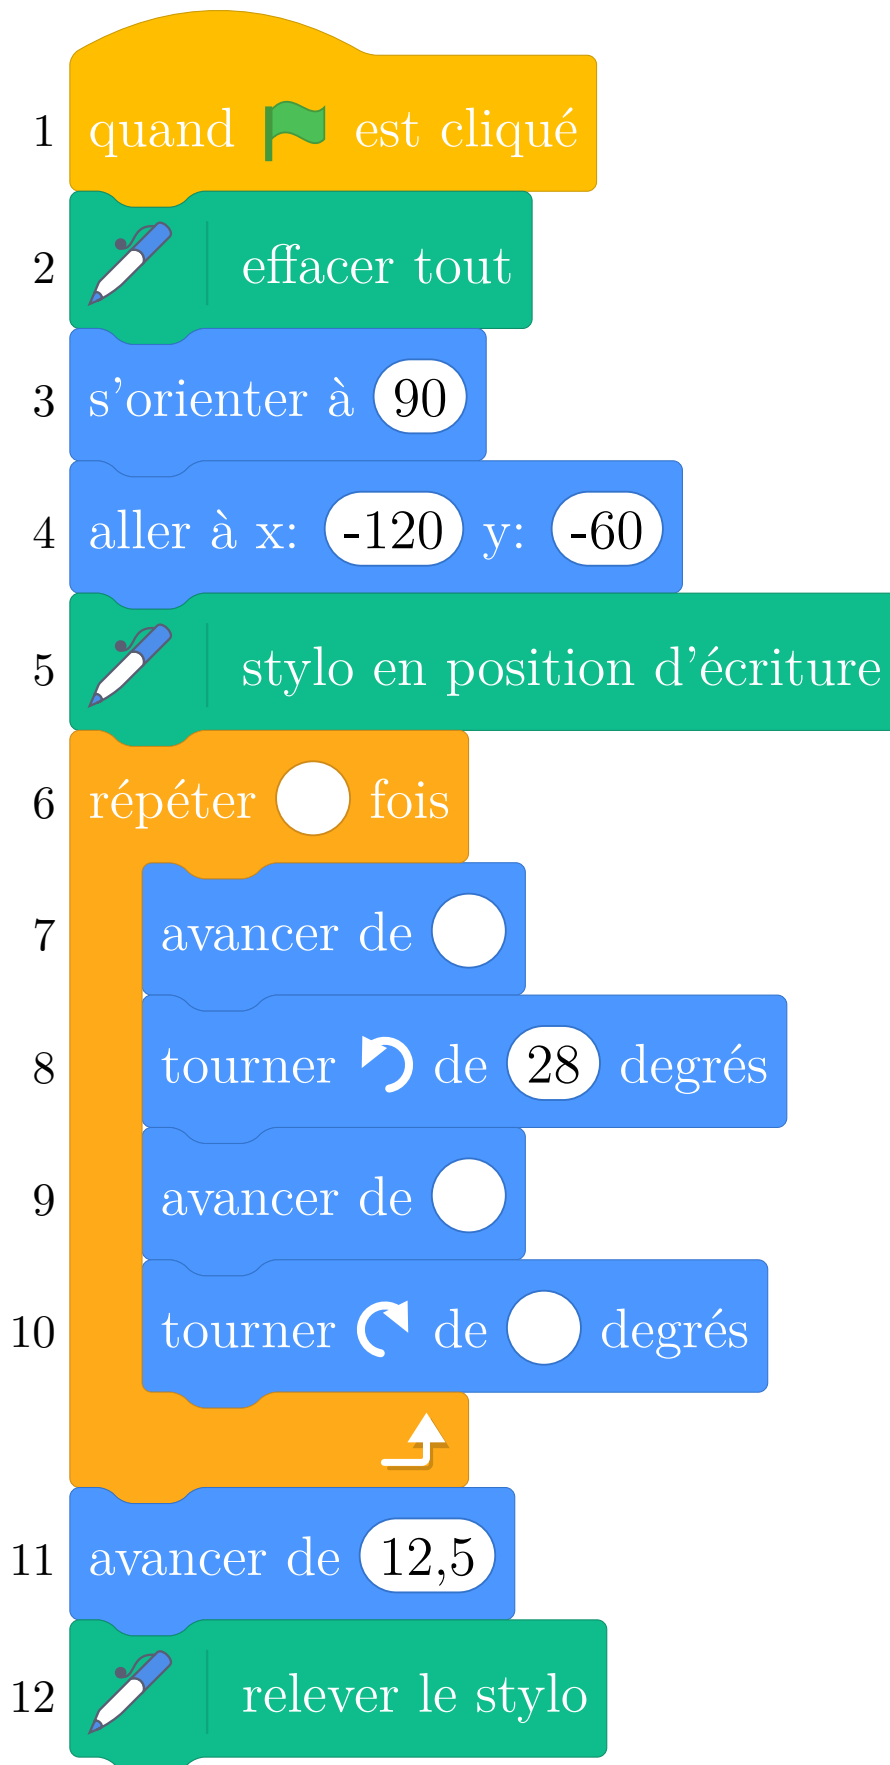 1 quand est cliqué
2 effacer tout
3 s'orienter à 90
4 aller à x: -120 y: -60
5 stylo en position d'écriture
6 répéter fois
7 avancer de
8 tourner de 28 degrés
9 avancer de
10 tourner de degrés
11 avancer de 12,5
12 relever le stylo